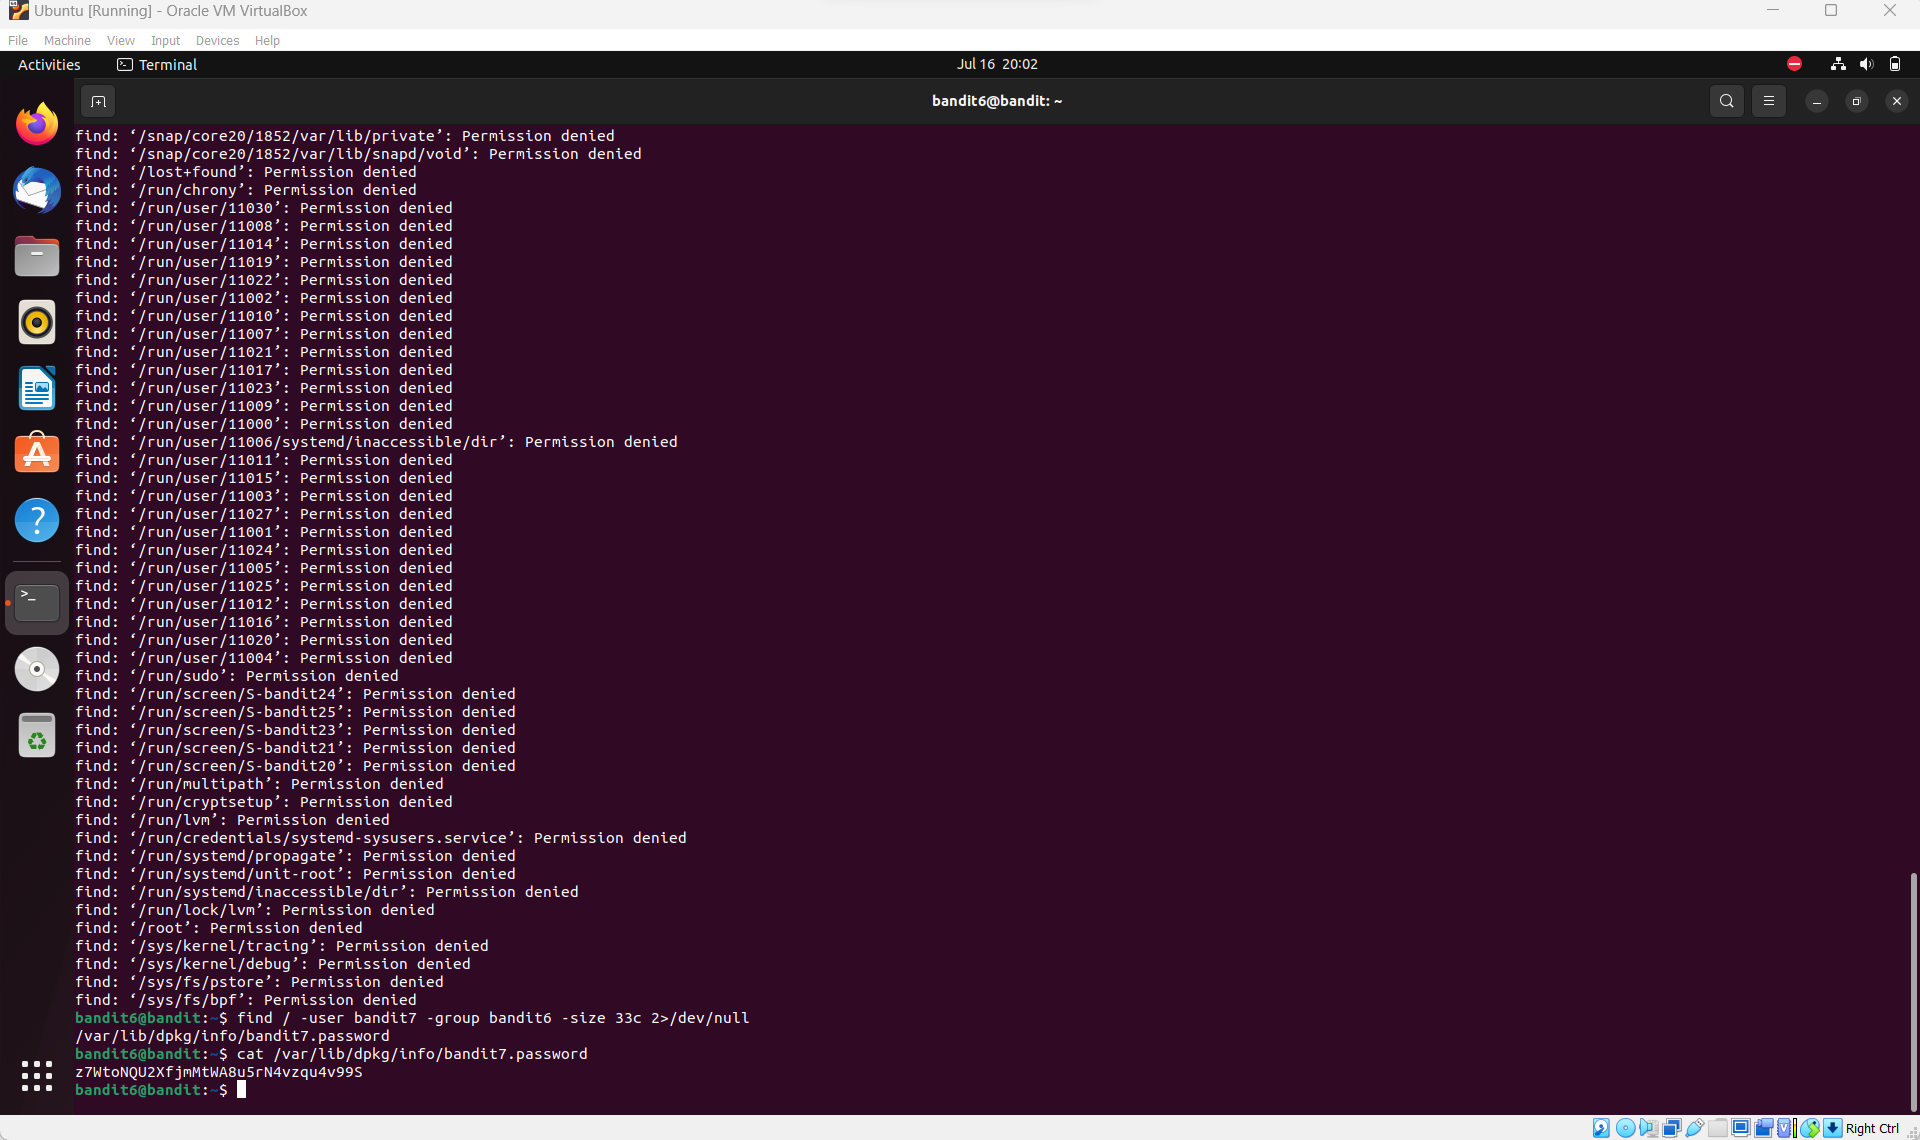 Ubuntu [Running] - Oracle VM VirtualBox
File Machine View Input Devices Help
Activities Terminal Jul 16 20:02
bandit6@bandit: ~
find: ‘/snap/core20/1852/var/lib/private’: Permission denied
find: ‘/snap/core20/1852/var/lib/snapd/void’: Permission denied
find: ‘/lost+found’: Permission denied
find: ‘/run/chrony’: Permission denied
find: ‘/run/user/11030’: Permission denied
find: ‘/run/user/11008’: Permission denied
find: ‘/run/user/11014’: Permission denied
find: ‘/run/user/11019’: Permission denied
find: ‘/run/user/11022’: Permission denied
find: ‘/run/user/11002’: Permission denied
find: ‘/run/user/11010’: Permission denied
find: ‘/run/user/11007’: Permission denied
find: ‘/run/user/11021’: Permission denied
find: ‘/run/user/11017’: Permission denied
find: ‘/run/user/11023’: Permission denied
find: ‘/run/user/11009’: Permission denied
find: ‘/run/user/11000’: Permission denied
find: ‘/run/user/11006/systemd/inaccessible/dir’: Permission denied
find: ‘/run/user/11011’: Permission denied
find: ‘/run/user/11015’: Permission denied
find: ‘/run/user/11003’: Permission denied
find: ‘/run/user/11027’: Permission denied
find: ‘/run/user/11001’: Permission denied
find: ‘/run/user/11024’: Permission denied
find: ‘/run/user/11005’: Permission denied
find: ‘/run/user/11025’: Permission denied
find: ‘/run/user/11012’: Permission denied
find: ‘/run/user/11016’: Permission denied
find: ‘/run/user/11020’: Permission denied
find: ‘/run/user/11004’: Permission denied
find: ‘/run/sudo’: Permission denied
find: ‘/run/screen/S-bandit24’: Permission denied
find: ‘/run/screen/S-bandit25’: Permission denied
find: ‘/run/screen/S-bandit23’: Permission denied
find: ‘/run/screen/S-bandit21’: Permission denied
find: ‘/run/screen/S-bandit20’: Permission denied
find: ‘/run/multipath’: Permission denied
find: ‘/run/cryptsetup’: Permission denied
find: ‘/run/lvm’: Permission denied
find: ‘/run/credentials/systemd-sysusers.service’: Permission denied
find: ‘/run/systemd/propagate’: Permission denied
find: ‘/run/systemd/unit-root’: Permission denied
find: ‘/run/systemd/inaccessible/dir’: Permission denied
find: ‘/run/lock/lvm’: Permission denied
find: ‘/root’: Permission denied
find: ‘/sys/kernel/tracing’: Permission denied
find: ‘/sys/kernel/debug’: Permission denied
find: ‘/sys/fs/pstore’: Permission denied
find: ‘/sys/fs/bpf’: Permission denied
bandit6@bandit:~$ find / -user bandit7 -group bandit6 -size 33c 2>/dev/null
/var/lib/dpkg/info/bandit7.password
bandit6@bandit:~$ cat /var/lib/dpkg/info/bandit7.password
z7WtoNQU2XfjmMtWA8u5rN4vzqu4v99S
bandit6@bandit:~$
Right Ctrl